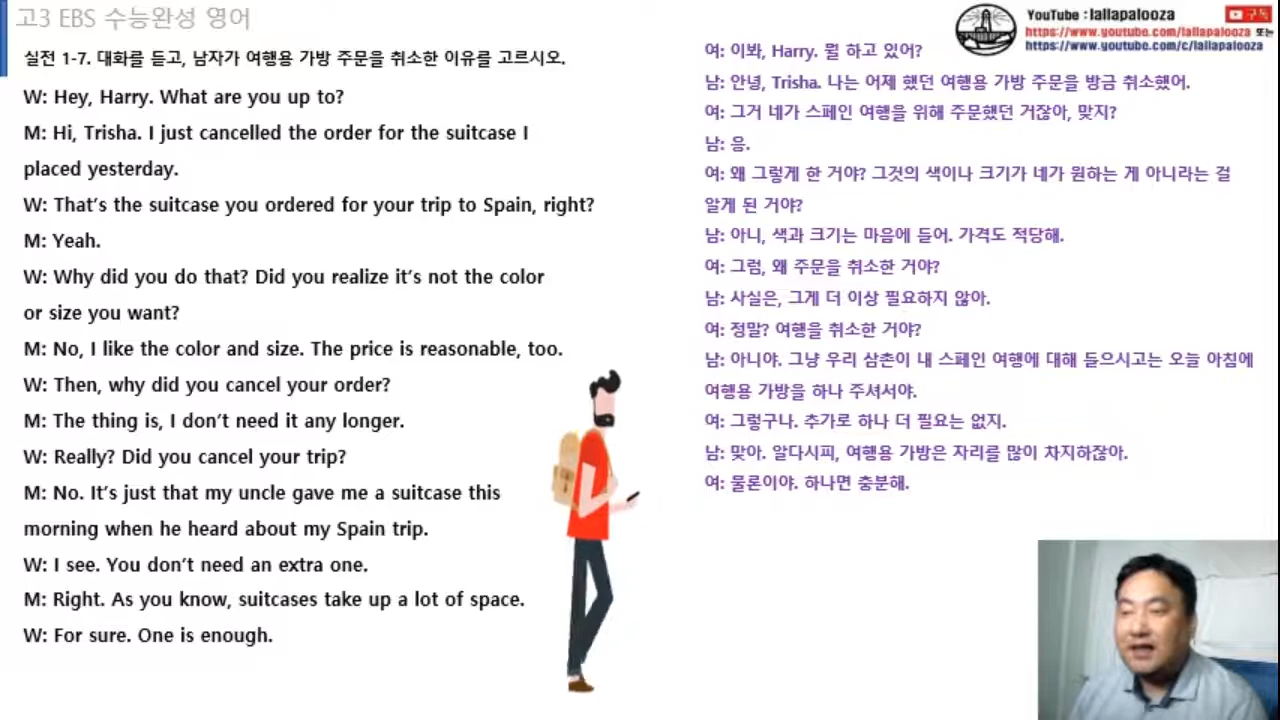 고3 EBS 수능완성 영어
YouTube : lallapalooza
구독
https://www.youtube.com/lallapalooza 또는
https://www.youtube.com/c/lallapalooza
실전 1-7. 대화를 듣고, 남자가 여행용 가방 주문을 취소한 이유를 고르시오.
W: Hey, Harry. What are you up to?
M: Hi, Trisha. I just cancelled the order for the suitcase I
placed yesterday.
W: That's the suitcase you ordered for your trip to Spain, right?
M: Yeah.
W: Why did you do that? Did you realize it's not the color
or size you want?
M: No, I like the color and size. The price is reasonable, too.
W: Then, why did you cancel your order?
M: The thing is, I don't need it any longer.
W: Really? Did you cancel your trip?
M: No. It's just that my uncle gave me a suitcase this
morning when he heard about my Spain trip.
W: I see. You don't need an extra one.
M: Right. As you know, suitcases take up a lot of space.
W: For sure. One is enough.
여: 이봐, Harry. 뭘 하고 있어?
남: 안녕, Trisha. 나는 어제 했던 여행용 가방 주문을 방금 취소했어.
여: 그거 네가 스페인 여행을 위해 주문했던 거잖아, 맞지?
남: 응.
여: 왜 그렇게 한 거야? 그것의 색이나 크기가 네가 원하는 게 아니라는 걸
알게 된 거야?
남: 아니, 색과 크기는 마음에 들어. 가격도 적당해.
여: 그럼, 왜 주문을 취소한 거야?
남: 사실은, 그게 더 이상 필요하지 않아.
여: 정말? 여행을 취소한 거야?
남: 아니야. 그냥 우리 삼촌이 내 스페인 여행에 대해 들으시고는 오늘 아침에
여행용 가방을 하나 주셔서야.
여: 그렇구나. 추가로 하나 더 필요는 없지.
남: 맞아. 알다시피, 여행용 가방은 자리를 많이 차지하잖아.
여: 물론이야. 하나면 충분해.